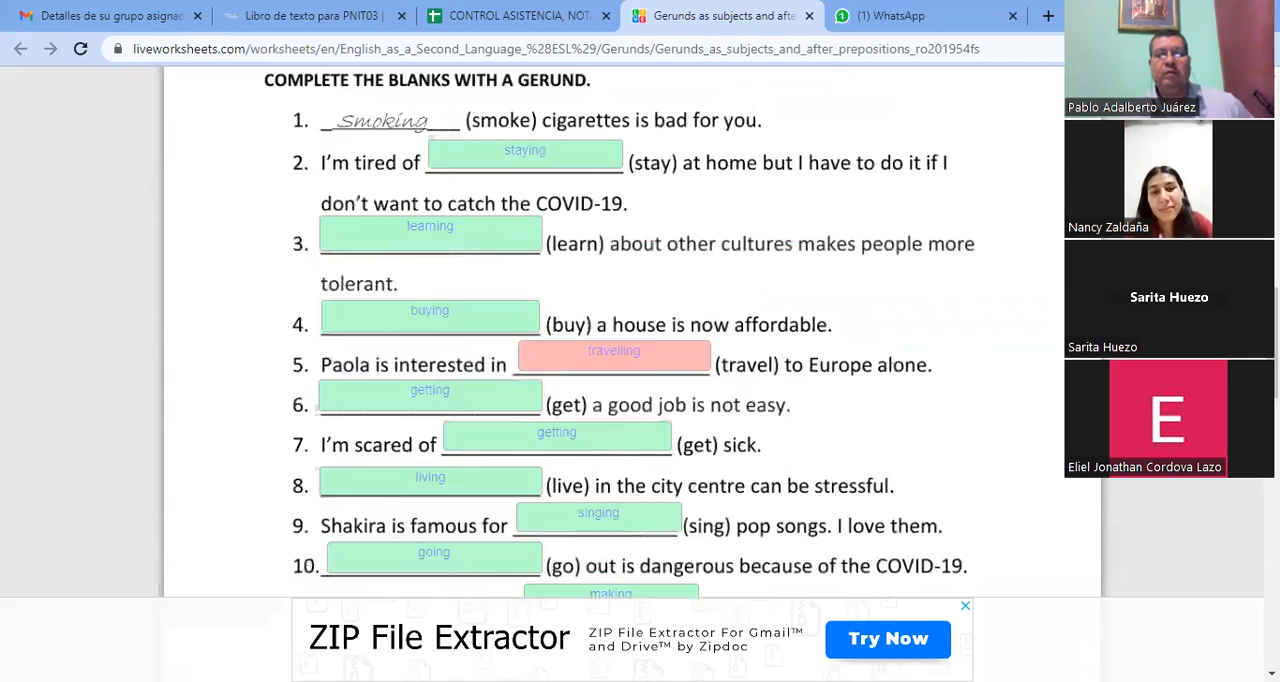 Detalles de su grupo asignad
Libro de texto para PNIT03 |
CONTROL ASISTENCIA, NOT
Gerunds as subjects and afte
(1) WhatsApp
liveworksheets.com/worksheets/en/English_as_a_Second_Language_%28ESL%29/Gerunds/Gerunds_as_subjects_and_after_prepositions_ro201954fs
COMPLETE THE BLANKS WITH A GERUND.
1. __Smoking___ (smoke) cigarettes is bad for you.
2. I'm tired of staying (stay) at home but I have to do it if I
don't want to catch the COVID-19.
3. learning (learn) about other cultures makes people more
tolerant.
4. buying (buy) a house is now affordable.
5. Paola is interested in travelling (travel) to Europe alone.
6. getting (get) a good job is not easy.
7. I'm scared of getting (get) sick.
8. living (live) in the city centre can be stressful.
9. Shakira is famous for singing (sing) pop songs. I love them.
10. going (go) out is dangerous because of the COVID-19.
making
ZIP File Extractor
ZIP File Extractor For Gmail™
and Drive™ by Zipdoc
Try Now
Pablo Adalberto Juárez
Nancy Zaldaña
Sarita Huezo
Sarita Huezo
E
Eliel Jonathan Cordova Lazo